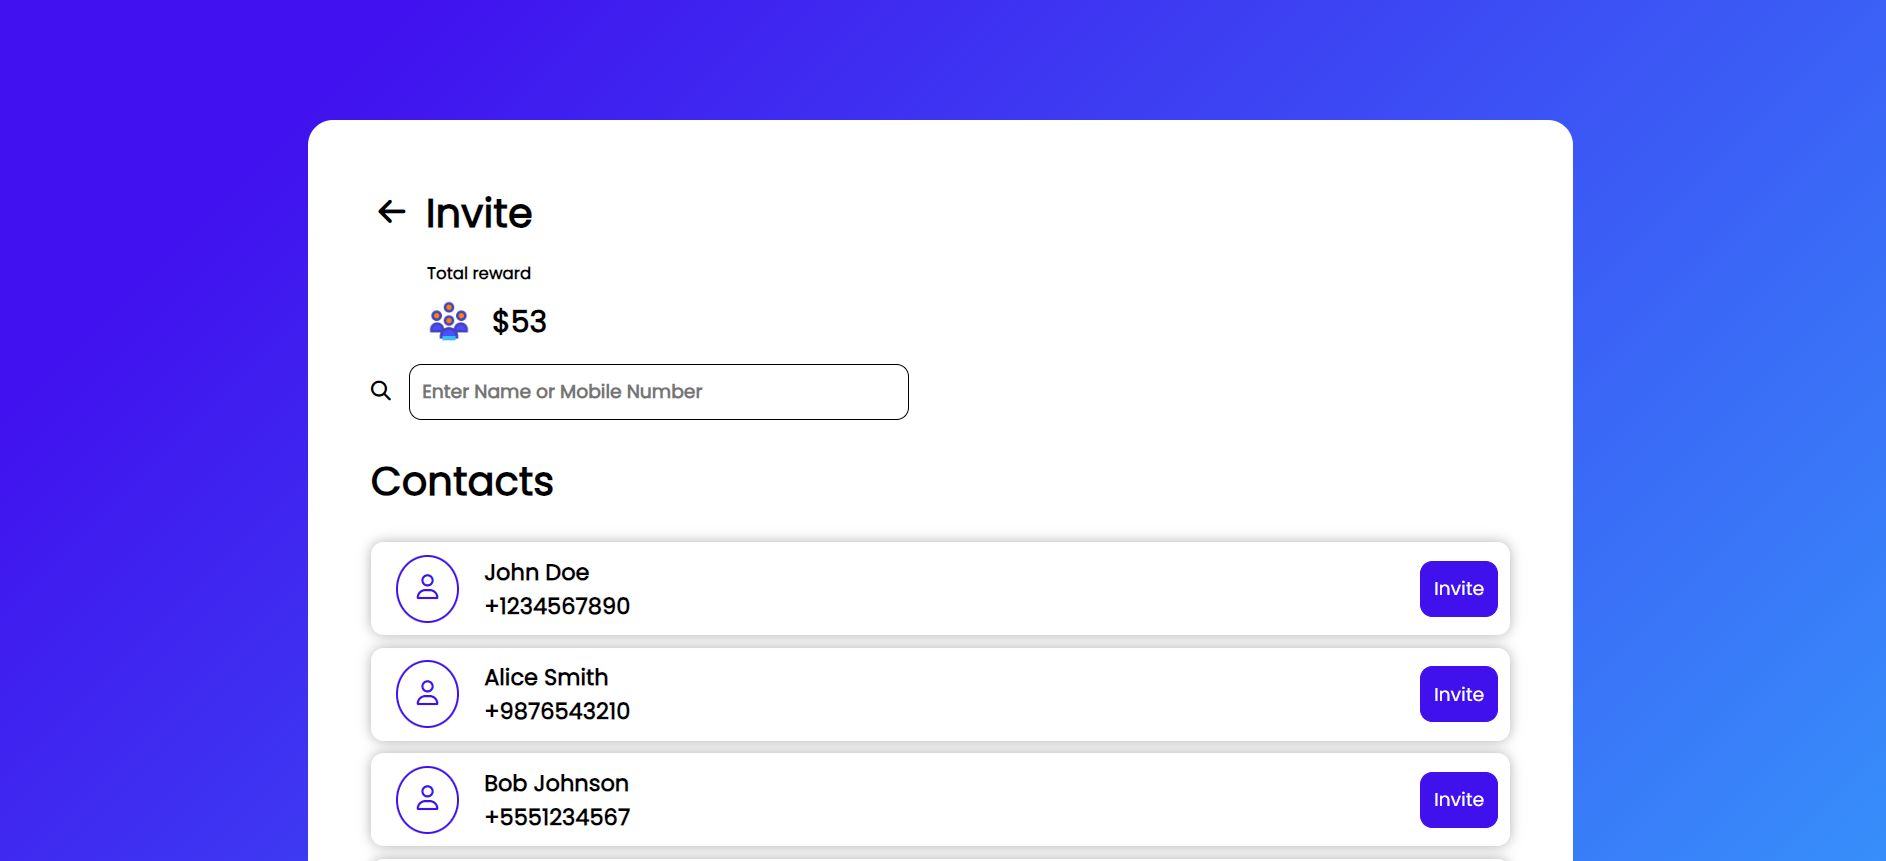 Invite
Total reward
$53
Enter Name or Mobile Number
Contacts
John Doe
+1234567890
Invite
Alice Smith
+9876543210
Invite
Bob Johnson
+5551234567
Invite